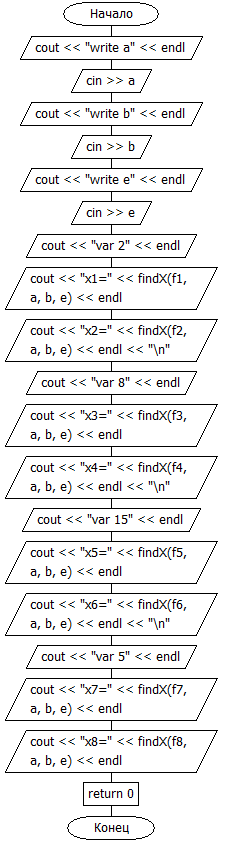 Начало
cout << "write a" << endl
cin >> a
cout << "write b" << endl
cin >> b
cout << "write e" << endl
cin >> e
cout << "var 2" << endl
cout << "x1=" << findX(f1,
a, b, e) << endl
cout << "x2=" << findX(f2,
a, b, e) << endl << "\n"
cout << "var 8" << endl
cout << "x3=" << findX(f3,
a, b, e) << endl
cout << "x4=" << findX(f4,
a, b, e) << endl << "\n"
cout << "var 15" << endl
cout << "x5=" << findX(f5,
a, b, e) << endl
cout << "x6=" << findX(f6,
a, b, e) << endl << "\n"
cout << "var 5" << endl
cout << "x7=" << findX(f7,
a, b, e) << endl
cout << "x8=" << findX(f8,
a, b, e) << endl
return 0
Конец